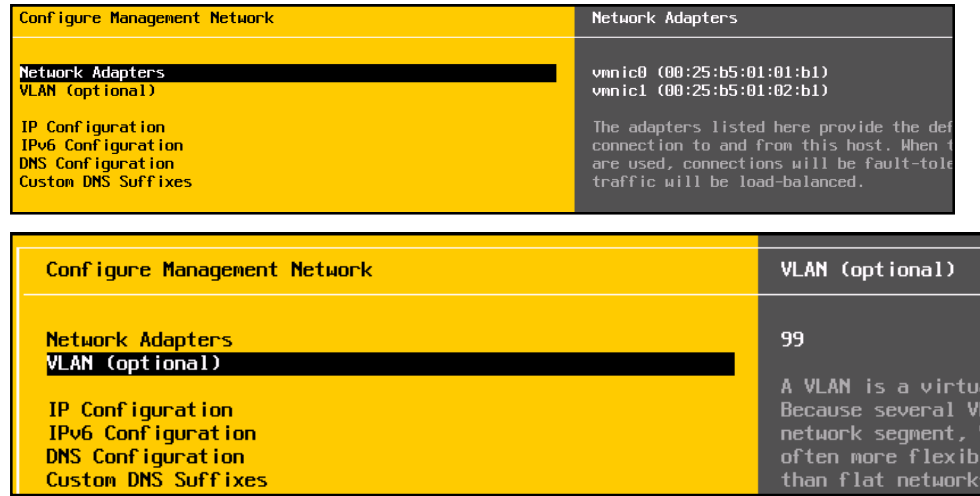 Configure Management Network
Network Adapters
Network Adapters
VLAN (optional)
IP Configuration
IPv6 Configuration
DNS Configuration
Custom DNS Suffixes
vmnic0 (00:25:b5:01:01:b1)
vmnic1 (00:25:b5:01:02:b1)
The adapters listed here provide the def
connection to and from this host. When t
are used, connections will be fault-tole
traffic will be load-balanced.
Configure Management Network
VLAN (optional)
Network Adapters
VLAN (optional)
IP Configuration
IPv6 Configuration
DNS Configuration
Custom DNS Suffixes
99
A VLAN is a virtu
Because several V
network segment,
often more flexib
than flat network